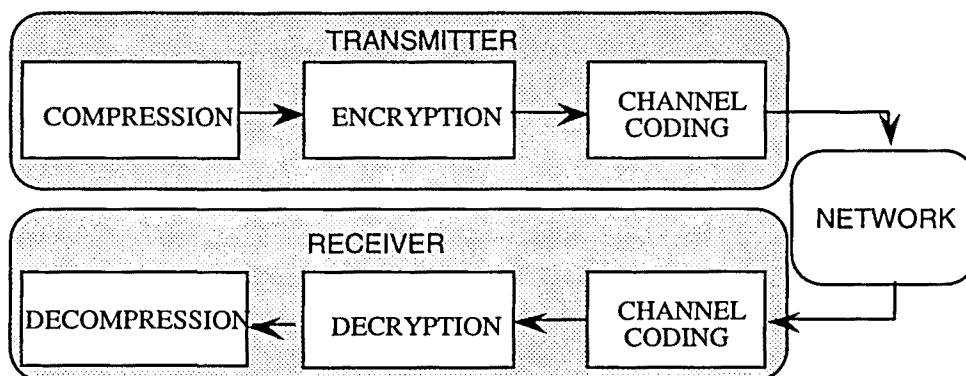 TRANSMITTER
COMPRESSION
ENCRYPTION
CHANNEL
CODING
NETWORK
RECEIVER
DECOMPRESSION
DECRYPTION
CHANNEL
CODING